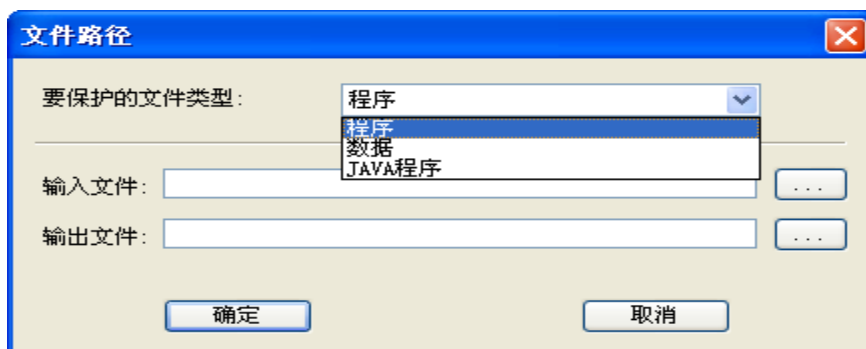 文件路径
要保护的文件类型: 程序
程序
数据
JAVA程序
输入文件: ...
输出文件: ...
确定 取消